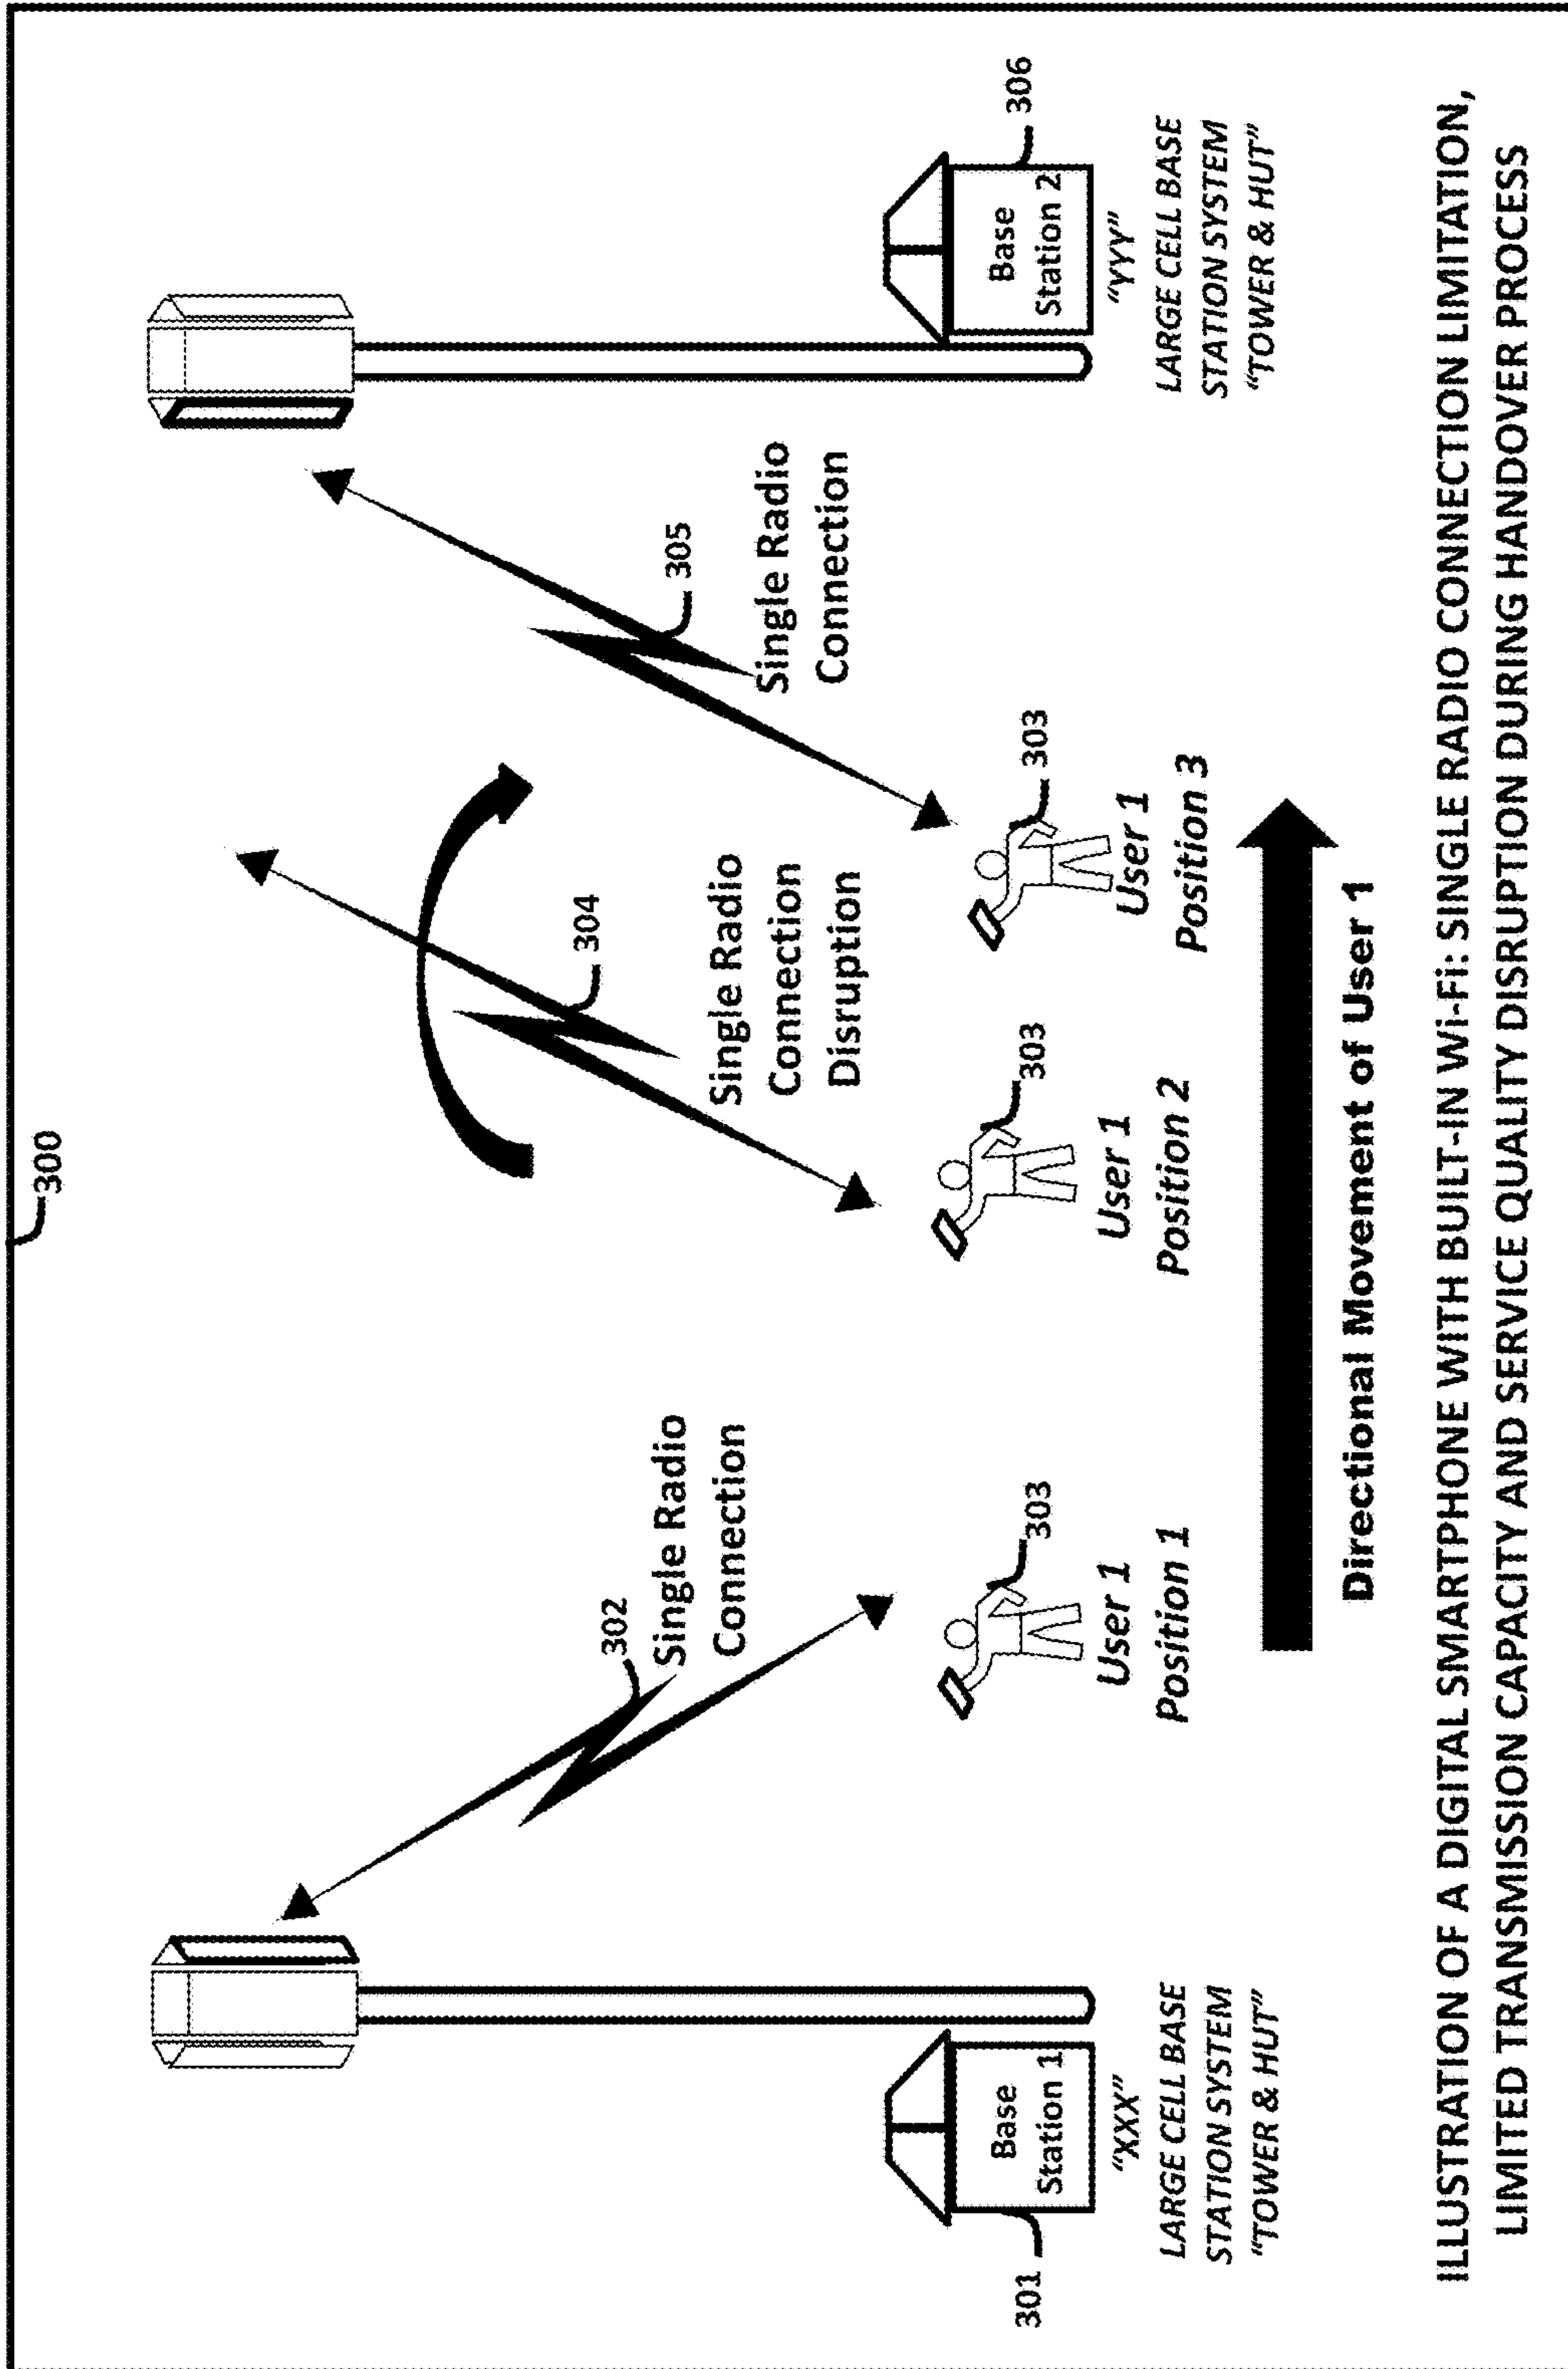 300
302
Single Radio
Connection
304
Single Radio
Connection
Disruption
305
Single Radio
Connection
301
Base
Station 1
"XXX"
LARGE CELL BASE
STATION SYSTEM
"TOWER & HUT"
303
User 1
Position 1
303
User 1
Position 2
303
User 1
Position 3
306
Base
Station 2
"YYY"
LARGE CELL BASE
STATION SYSTEM
"TOWER & HUT"
Directional Movement of User 1
ILLUSTRATION OF A DIGITAL SMARTPHONE WITH BUILT-IN Wi-Fi: SINGLE RADIO CONNECTION LIMITATION,
LIMITED TRANSMISSION CAPACITY AND SERVICE QUALITY DISRUPTION DURING HANDOVER PROCESS